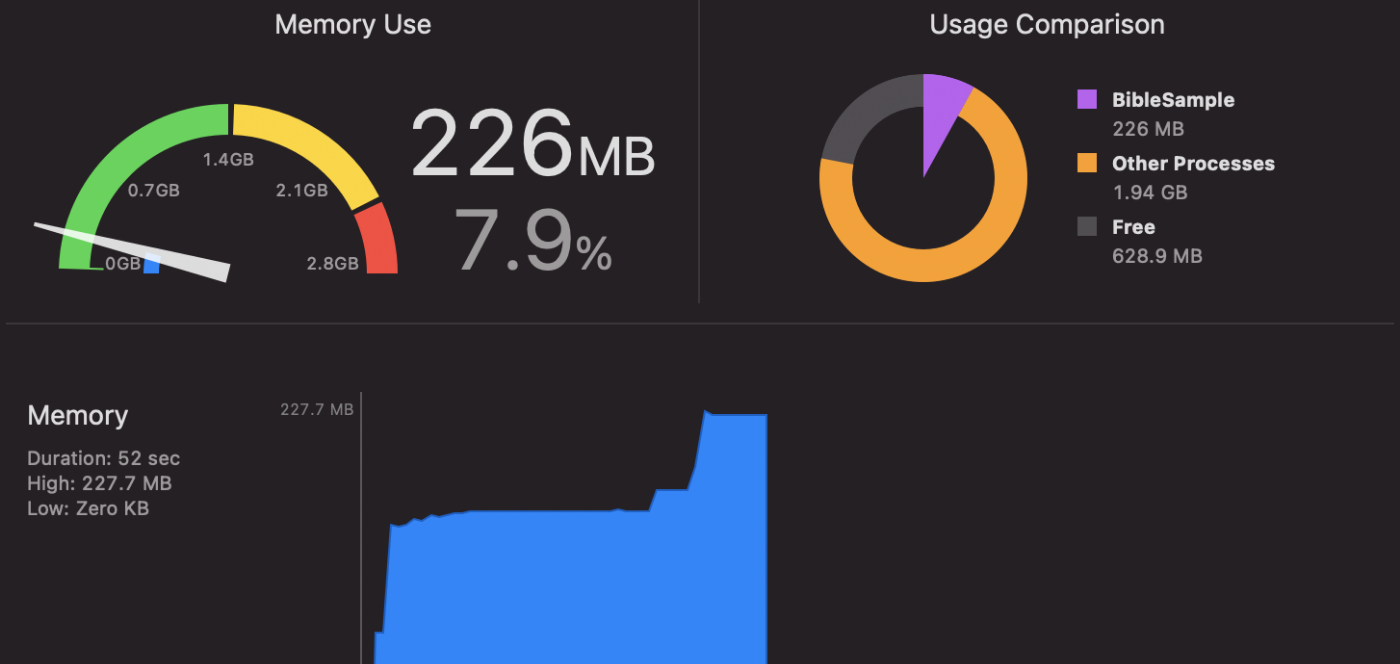 Memory Use
1.4GB
0.7GB
2.1GB
0GB
2.8GB
226MB
7.9%
Usage Comparison
BibleSample
226 MB
Other Processes
1.94 GB
Free
628.9 MB
Memory
Duration: 52 sec
High: 227.7 MB
Low: Zero KB
227.7 MB